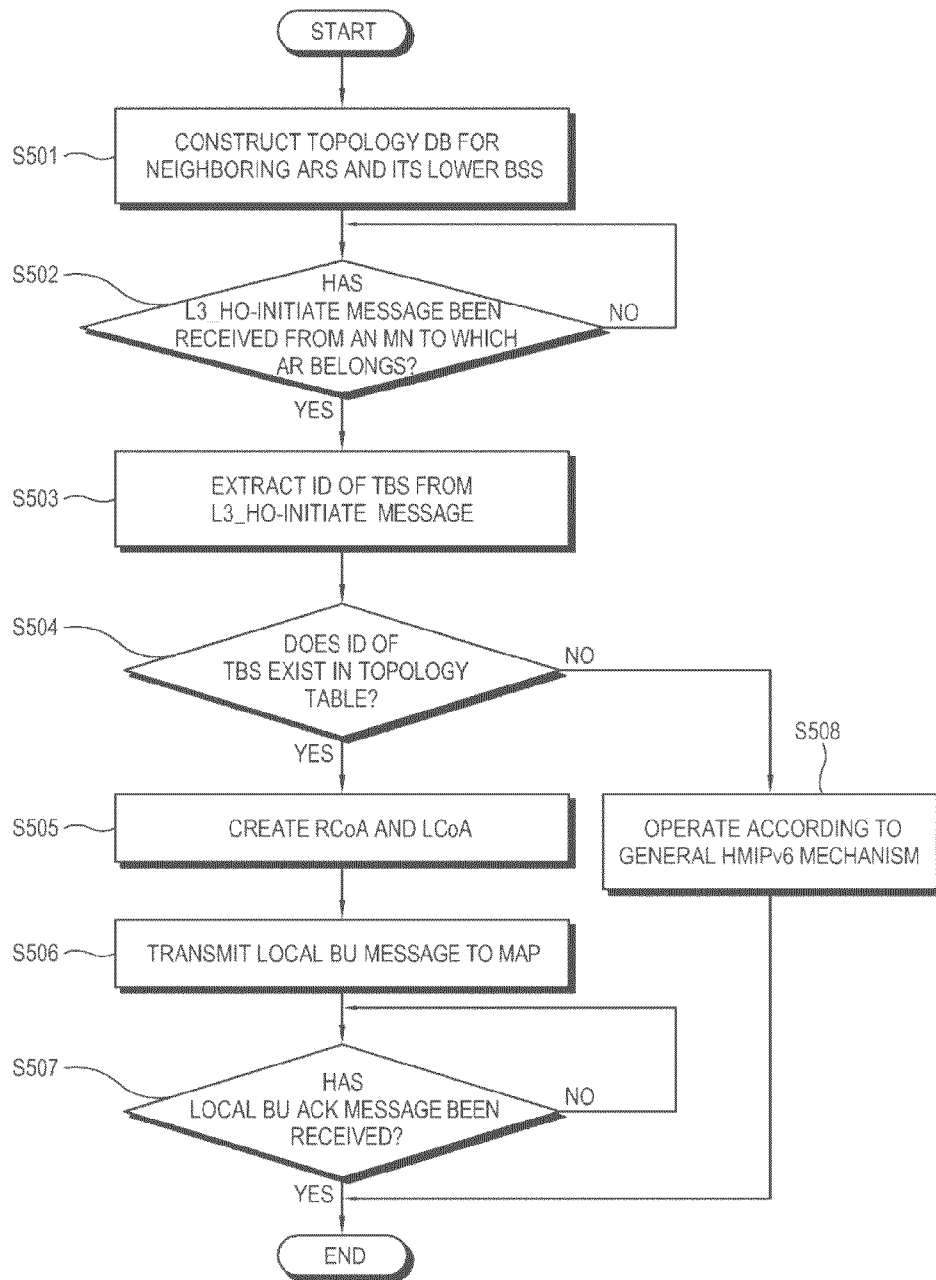 START
S501
CONSTRUCT TOPOLOGY DB FOR
NEIGHBORING ARS AND ITS LOWER BSS
S502
HAS
L3_HO-INITIATE MESSAGE BEEN
RECEIVED FROM AN MN TO WHICH
AR BELONGS?
NO
YES
S503
EXTRACT ID OF TBS FROM
L3_HO-INITIATE MESSAGE
S504
DOES ID OF
TBS EXIST IN TOPOLOGY
TABLE?
NO
YES
S508
S505
CREATE RCoA AND LCoA
OPERATE ACCORDING TO
GENERAL HMIPv6 MECHANISM
S506
TRANSMIT LOCAL BU MESSAGE TO MAP
S507
HAS
LOCAL BU ACK MESSAGE BEEN
RECEIVED?
NO
YES
END